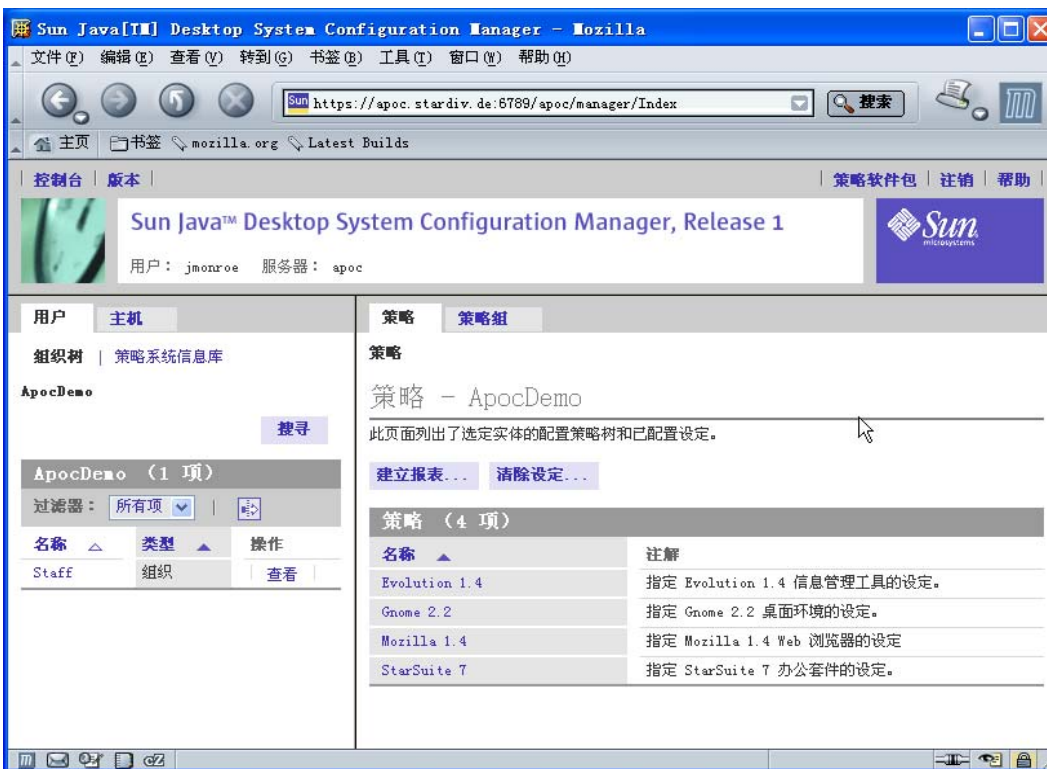 Sun Java[TM] Desktop System Configuration Manager - Mozilla
文件(F) 编辑(E) 查看(V) 转到(G) 书签(B) 工具(T) 窗口(W) 帮助(H)
Sun https://apoc.stardiv.de:6789/apoc/manager/Index 搜索
主页 书签 mozilla.org Latest Builds
控制台 版本 策略软件包 注销 帮助
Sun Java™ Desktop System Configuration Manager, Release 1
Sun microsystems
用户: jmonroe 服务器: apoc
用户 主机
组织树 | 策略系统信息库
ApocDemo
搜寻
ApocDemo (1 项)
过滤器: 所有项
名称 类型 操作
Staff 组织 查看
策略 策略组
策略
策略 - ApocDemo
此页面列出了选定实体的配置策略树和已配置设定。
建立报表... 清除设定...
策略 (4 项)
名称 注解
Evolution 1.4 指定 Evolution 1.4 信息管理工具的设定。
Gnome 2.2 指定 Gnome 2.2 桌面环境的设定。
Mozilla 1.4 指定 Mozilla 1.4 Web 浏览器的设定
StarSuite 7 指定 StarSuite 7 办公套件的设定。